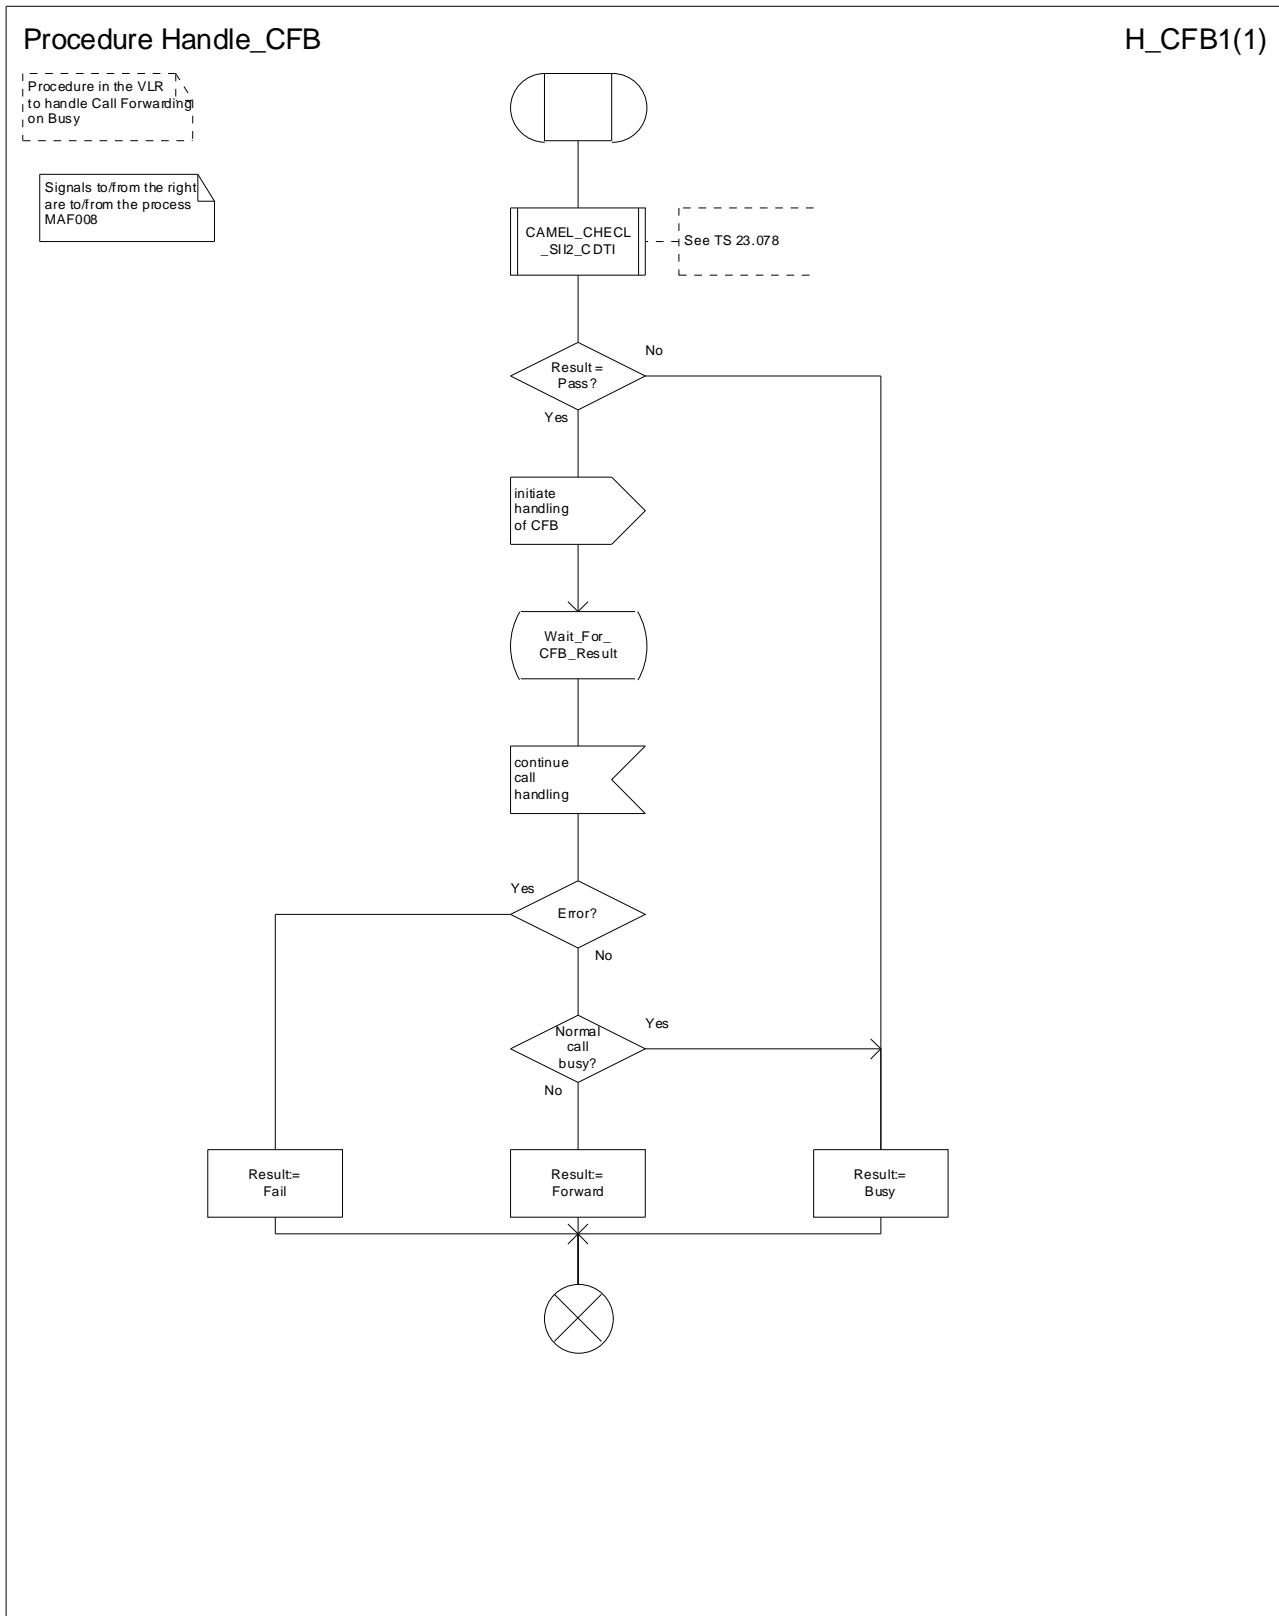 Procedure Handle_CFB
H_CFB1(1)
Procedure in the VLR
to handle Call Forwarding
on Busy
Signals to/from the right
are to/from the process
MAF008
CAMEL_CHECL
_SII2_CDTI
See TS 23.078
Result =
Pass?
No
Yes
initiate
handling
of CFB
Wait_For_
CFB_Result
continue
call
handling
Yes
Error?
No
Normal
call
busy?
Yes
No
Result:=
Fail
Result:=
Forward
Result:=
Busy